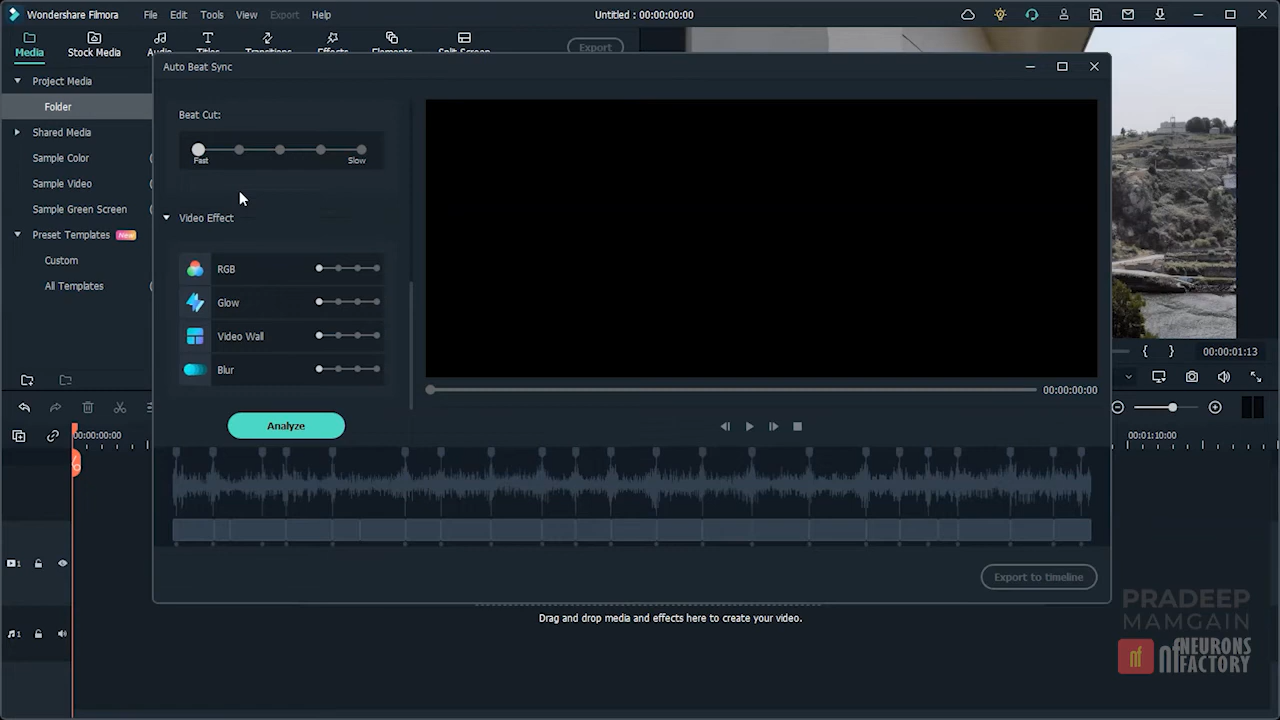 Wondershare Filmora
File
Edit
Tools
View
Export
Help
Untitled : 00:00:00:00
Media
Stock Media
Audio
Titles
Transitions
Effects
Elements
Split Screen
Export
Project Media
Folder
Shared Media
Sample Color
Sample Video
Sample Green Screen
Preset Templates
New
Custom
All Templates
Auto Beat Sync
Beat Cut:
Fast
Slow
Video Effect
RGB
Glow
Video Wall
Blur
Analyze
00:00:00:00
Export to timeline
00:00:01:13
00:00:00:00
00:01:10:00
1
1
Drag and drop media and effects here to create your video.
PRADEEP
MAMGAIN
nf
nf NEURONS
FACTORY